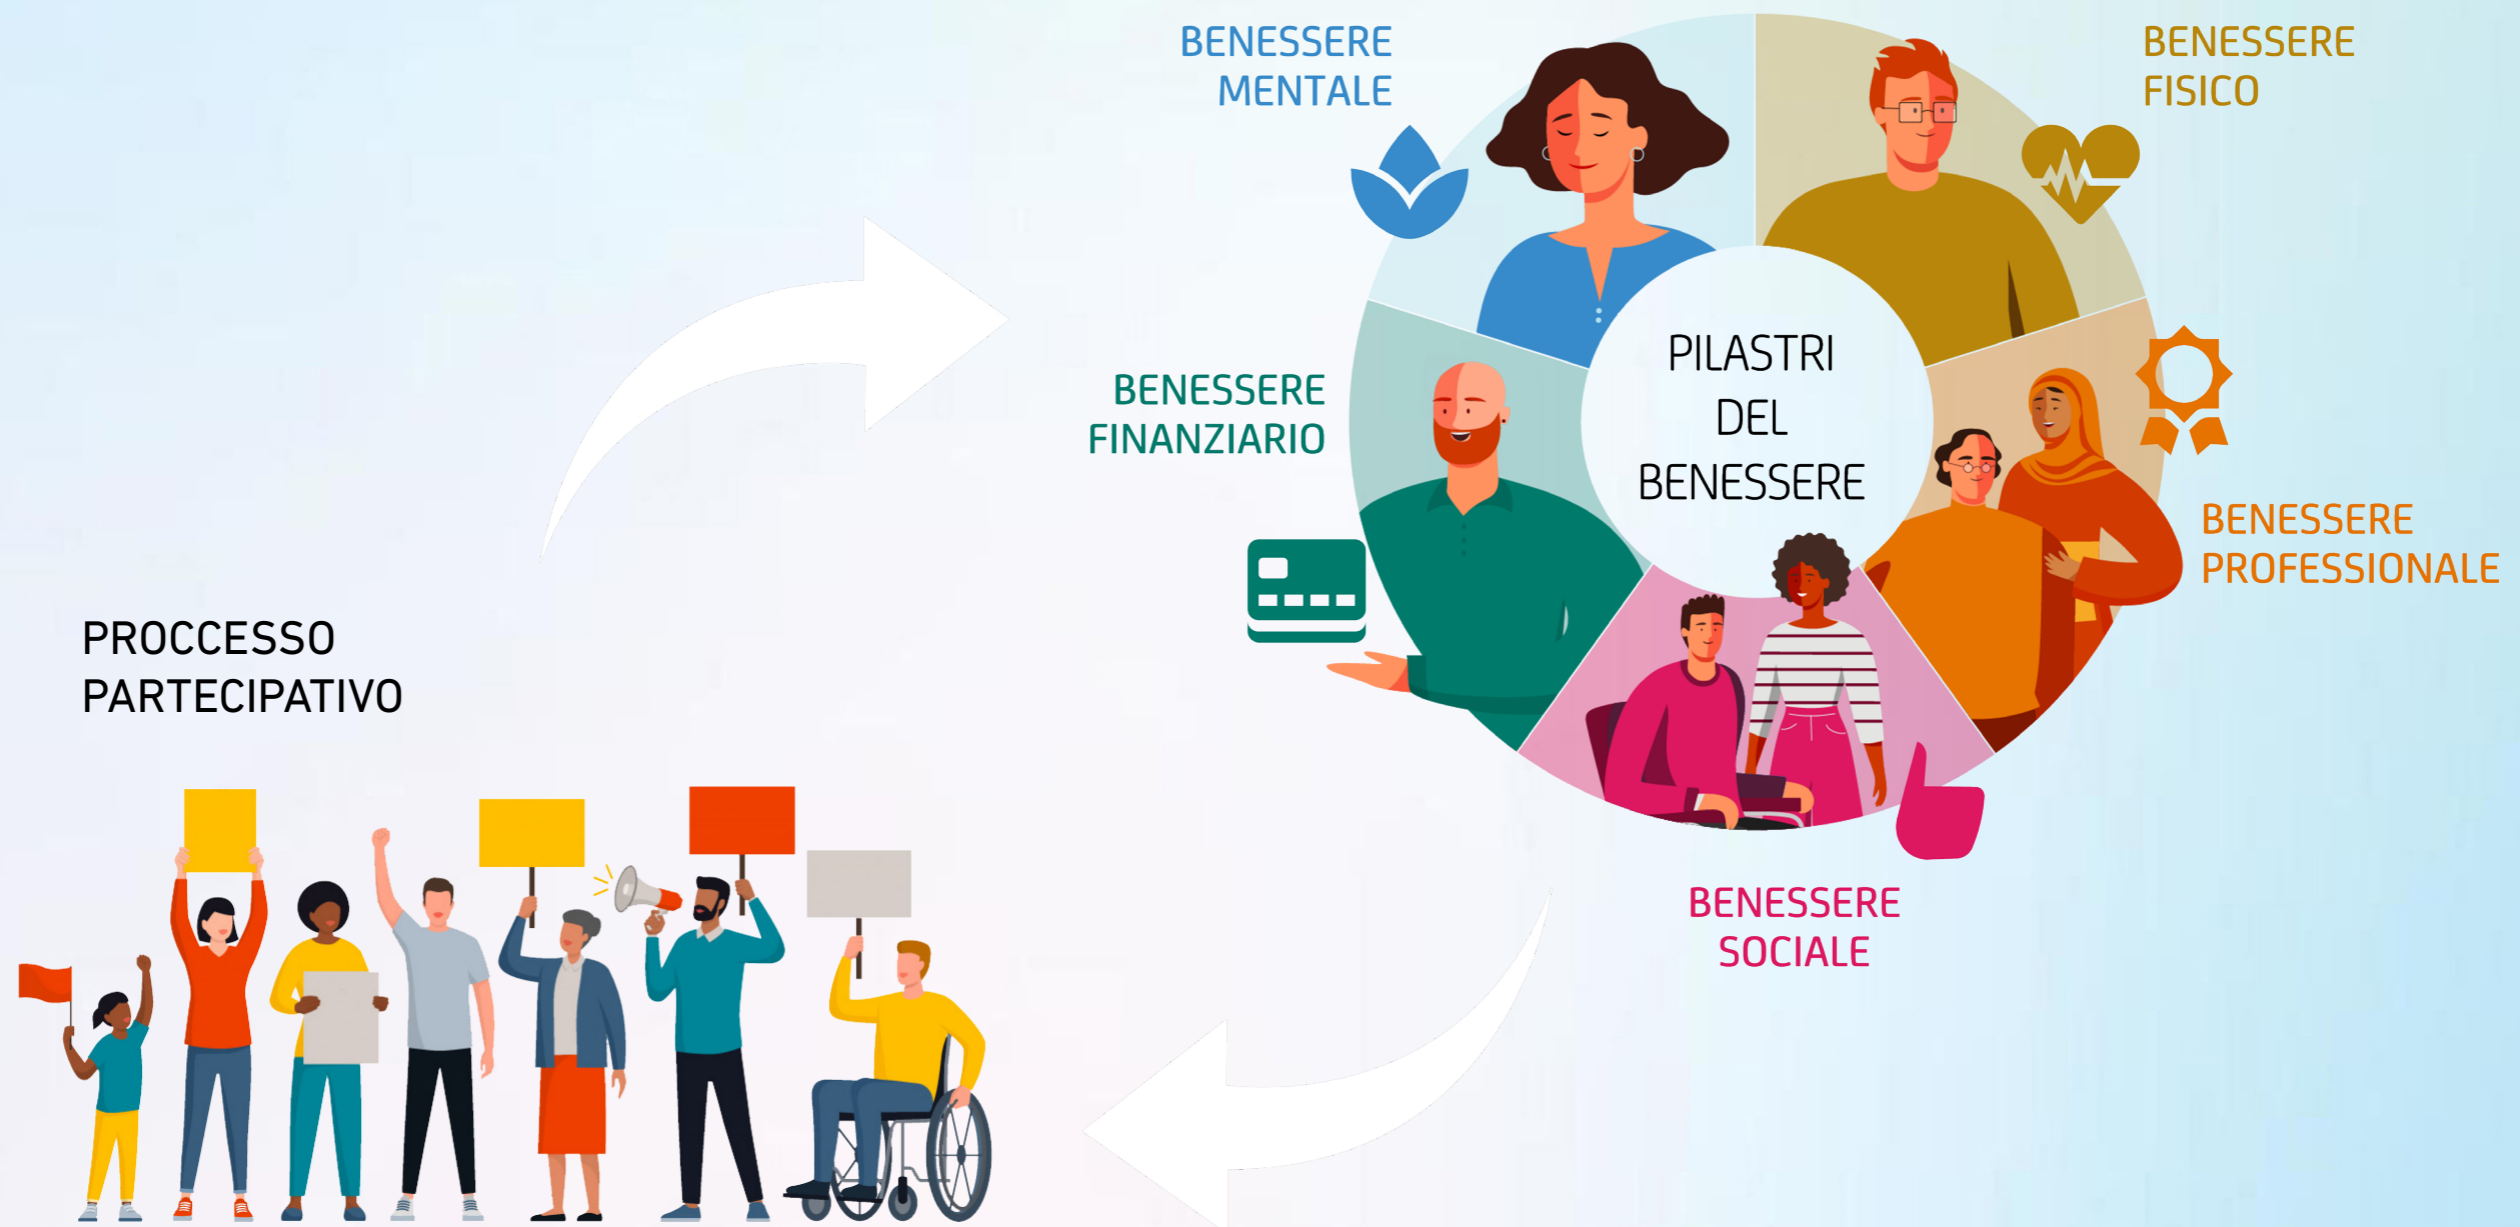 PROCCESSO
PARTECIPATIVO
BENESSERE
MENTALE
BENESSERE
FISICO
BENESSERE
FINANZIARIO
PILASTRI
DEL
BENESSERE
BENESSERE
PROFESSIONALE
BENESSERE
SOCIALE